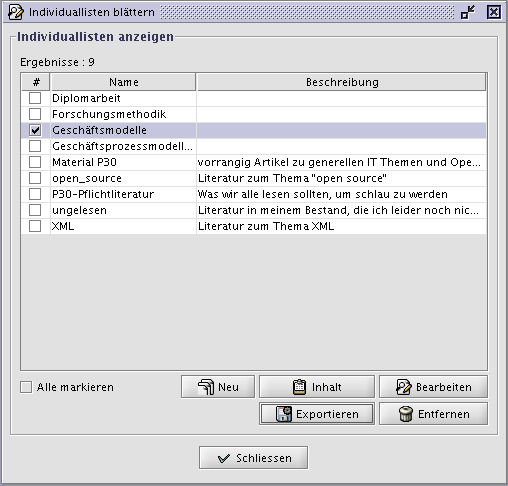 Individuallisten blättern
Individuallisten anzeigen
Ergebnisse : 9
# Name Beschreibung
Diplomarbeit
Forschungsmethodik
Geschäftsmodelle
Geschäftsprozessmodell...
Material P30 vorrangig Artikel zu generellen IT Themen und Ope...
open_source Literatur zum Thema "open source"
P30-Pflichtliteratur Was wir alle lesen sollten, um schlau zu werden
ungelesen Literatur in meinem Bestand, die ich leider noch nic...
XML Literatur zum Thema XML
Alle markieren Neu Inhalt Bearbeiten
Exportieren Entfernen
Schliessen